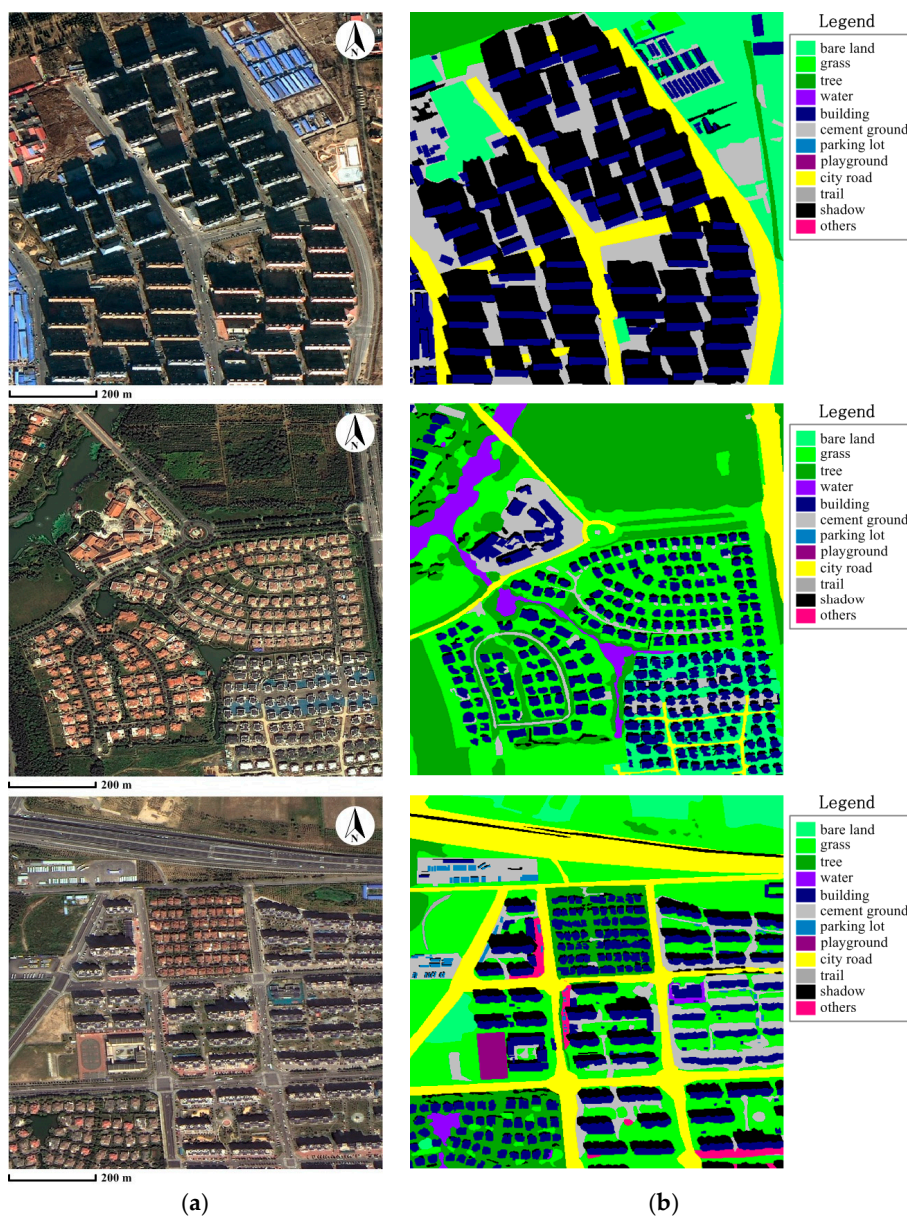 N
200 m
Legend
bare land
grass
tree
water
building
cement ground
parking lot
playground
city road
trail
shadow
others
N
200 m
Legend
bare land
grass
tree
water
building
cement ground
parking lot
playground
city road
trail
shadow
others
N
200 m
Legend
bare land
grass
tree
water
building
cement ground
parking lot
playground
city road
trail
shadow
others
(a)
(b)